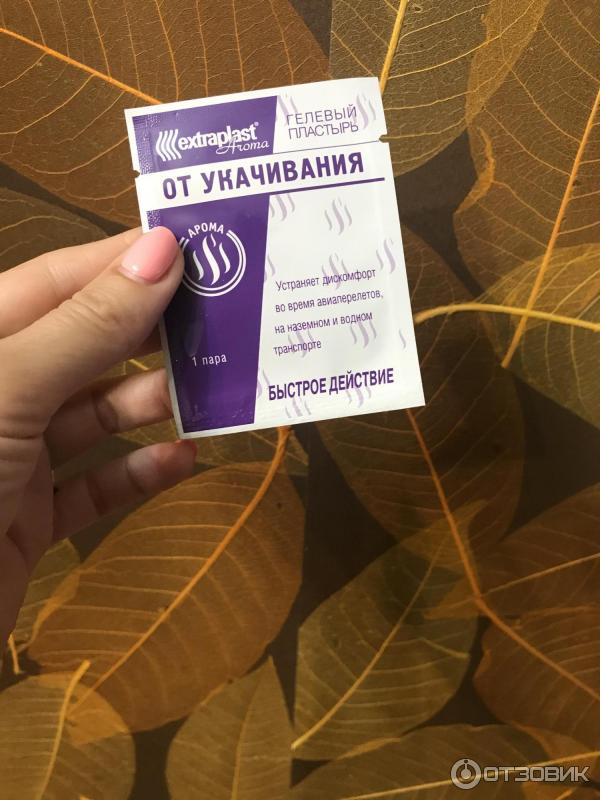 extraplast®
Aroma
ГЕЛЕВЫЙ
ПЛАСТЫРЬ
ОТ УКАЧИВАНИЯ
АРОМА
Устраняет дискомфорт
во время авиаперелетов,
на наземном и водном
транспорте
1 пара
БЫСТРОЕ ДЕЙСТВИЕ
ОТЗОВИК